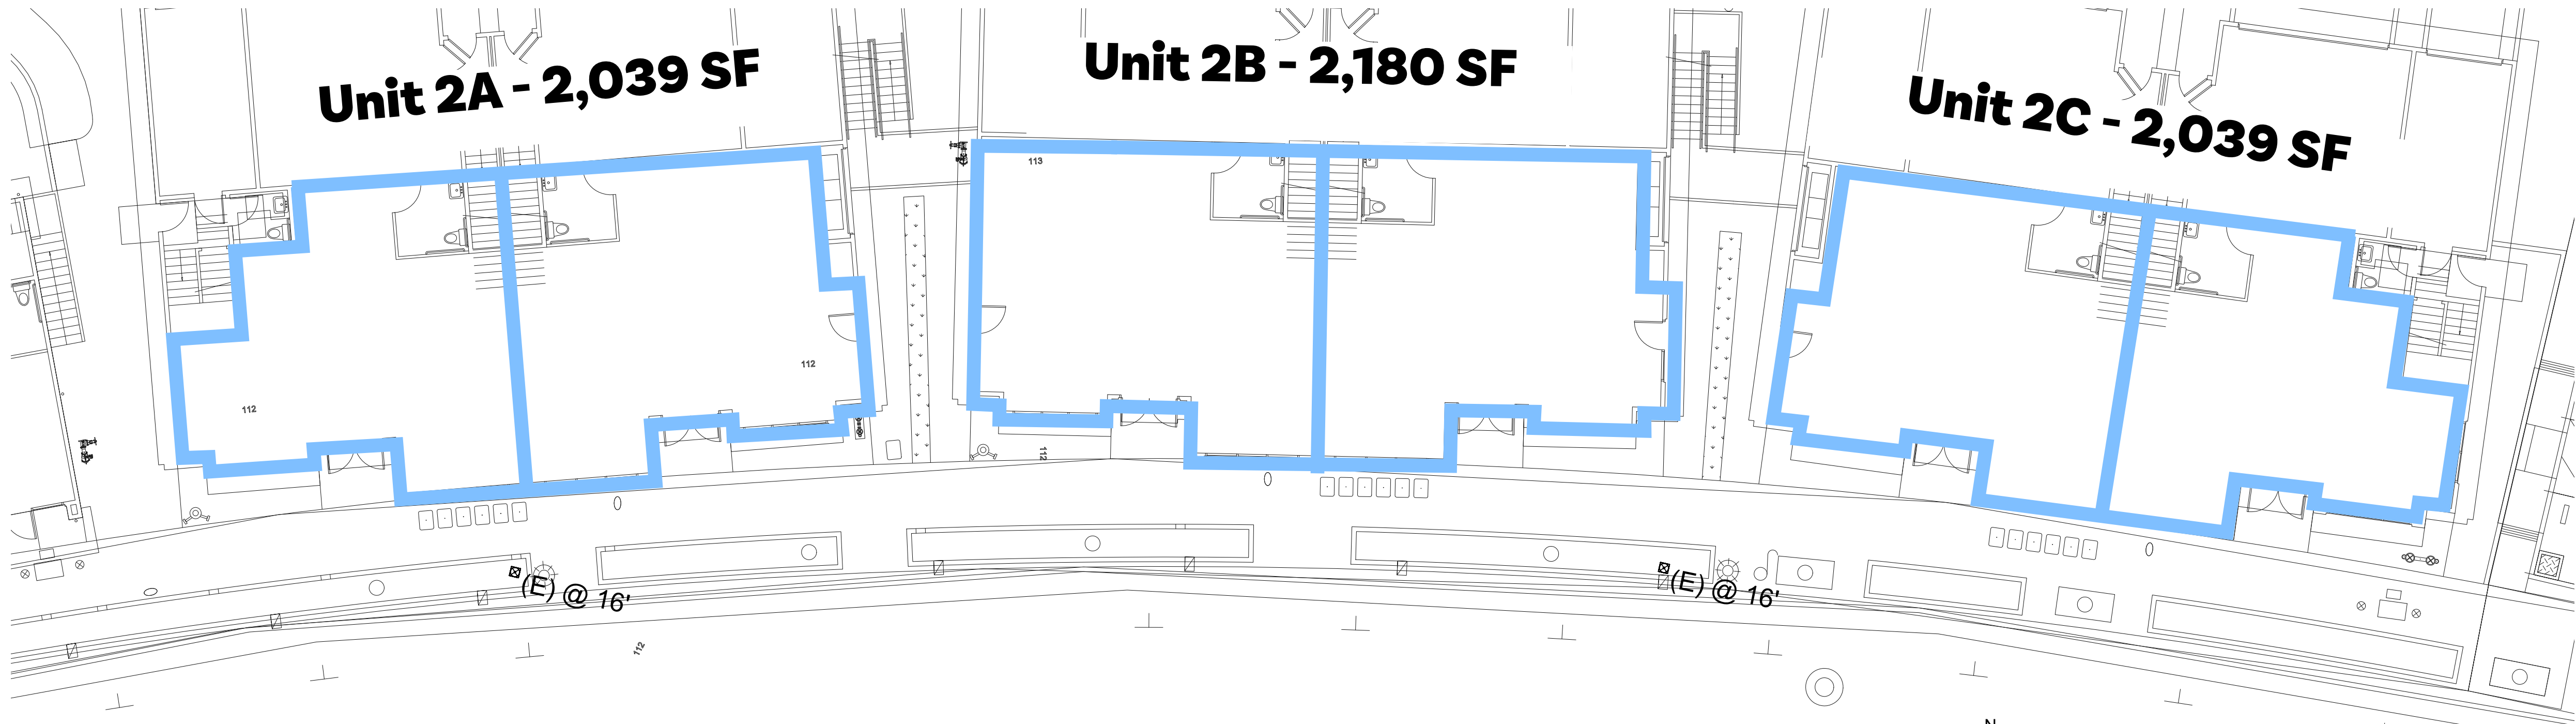 Unit 2A - 2,039 SF
Unit 2B - 2,180 SF
Unit 2C - 2,039 SF
113
112
112
112
(E) @ 16'
(E) @ 16'
112
N